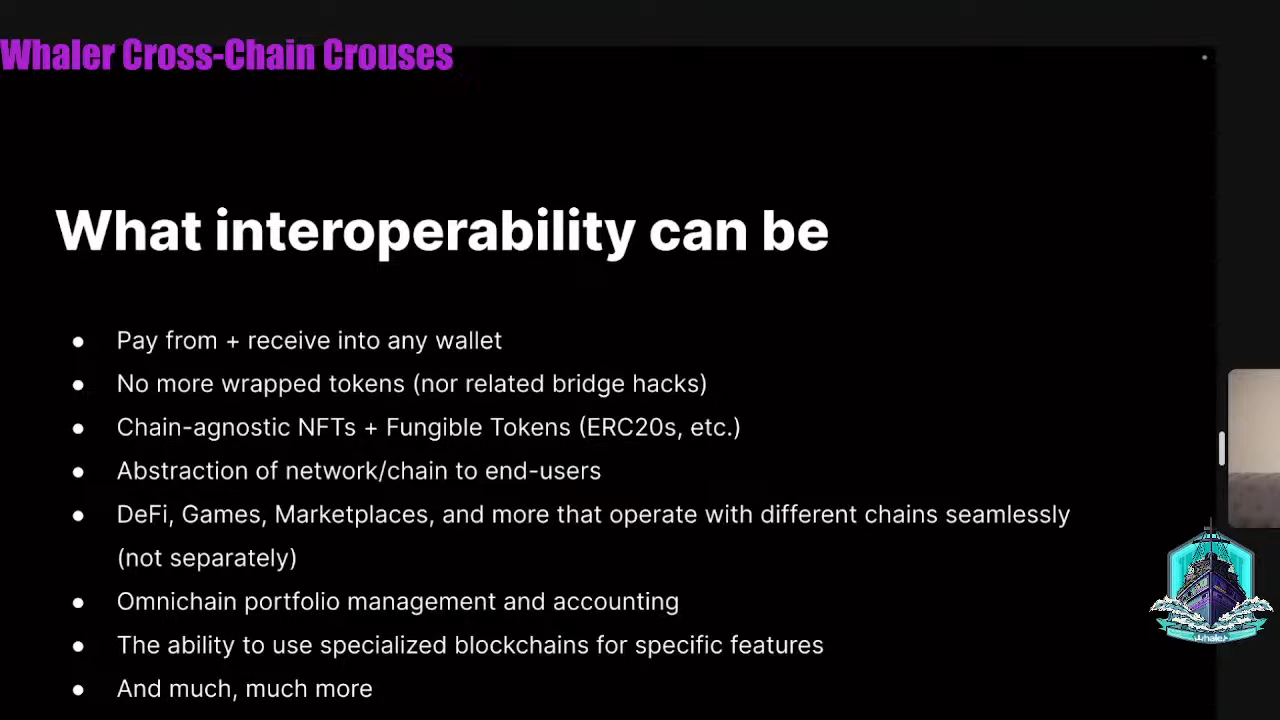 Whaler Cross-Chain Crouses
What interoperability can be
● Pay from + receive into any wallet
● No more wrapped tokens (nor related bridge hacks)
● Chain-agnostic NFTs + Fungible Tokens (ERC20s, etc.)
● Abstraction of network/chain to end-users
● DeFi, Games, Marketplaces, and more that operate with different chains seamlessly
(not separately)
● Omnichain portfolio management and accounting
● The ability to use specialized blockchains for specific features
● And much, much more
whaler